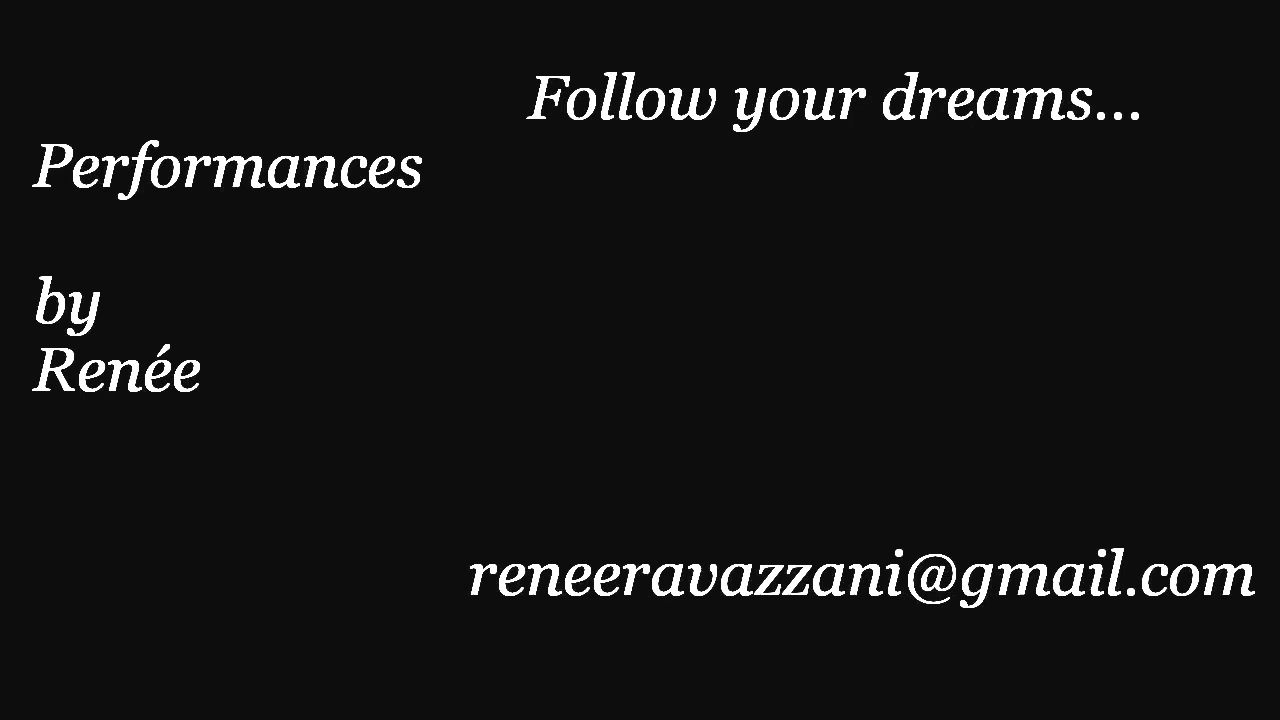 Follow your dreams...
Performances
by
Renée
reneeravazzani@gmail.com